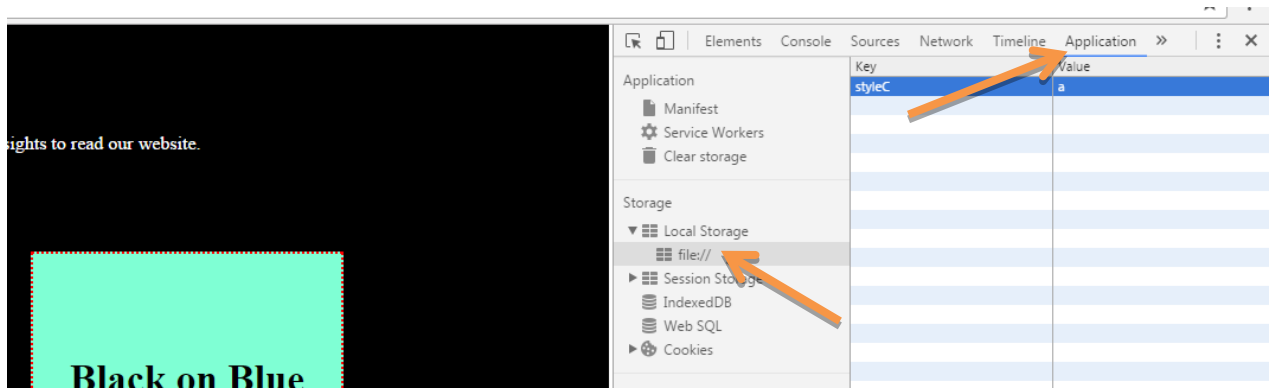 Elements Console Sources Network Timeline Application »
Key Value
Application
styleC a
Manifest
Service Workers
sights to read our website.
Clear storage
Storage
Local Storage
file://
Session Storage
IndexedDB
Web SQL
Cookies
Black on Blue